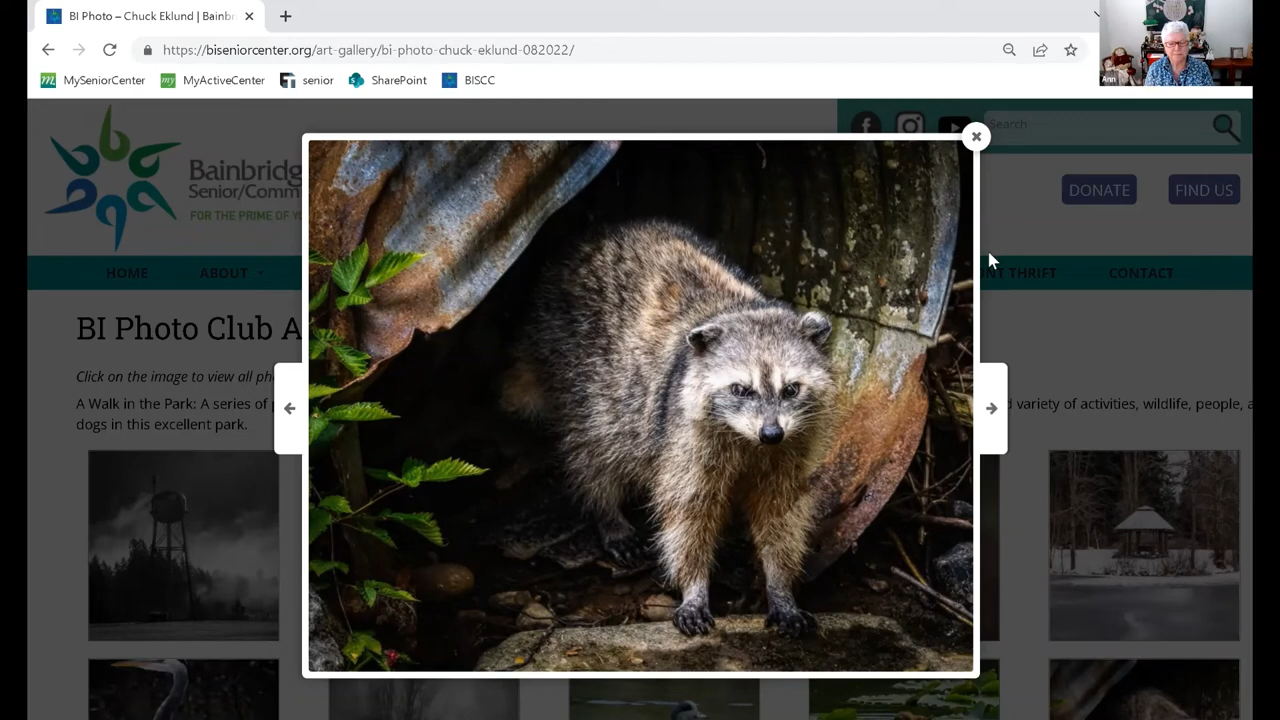 BI Photo – Chuck Eklund | Bainb
https://biseniorcenter.org/art-gallery/bi-photo-chuck-eklund-082022/
MySeniorCenter MyActiveCenter senior SharePoint BISCC
Ann
Search
Bainbridge
Senior/Comm
FOR THE PRIME OF YO
DONATE FIND US
HOME ABOUT NT THRIFT CONTACT
BI Photo Club A
Click on the image to view all ph
A Walk in the Park: A series of p d variety of activities, wildlife, people, a
dogs in this excellent park.